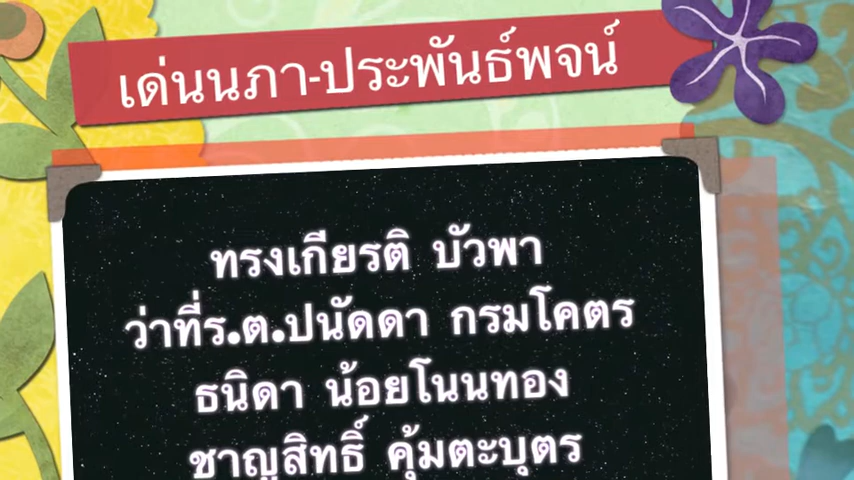 เด่นนภา-ประพันธ์พจน์
ทรงเกียรติ บัวพา
ว่าที่ร.ต.ปนัดดา กรมโคตร
ธนิดา น้อยโนนทอง
ชาญสิทธิ์ คุ้มตะบุตร